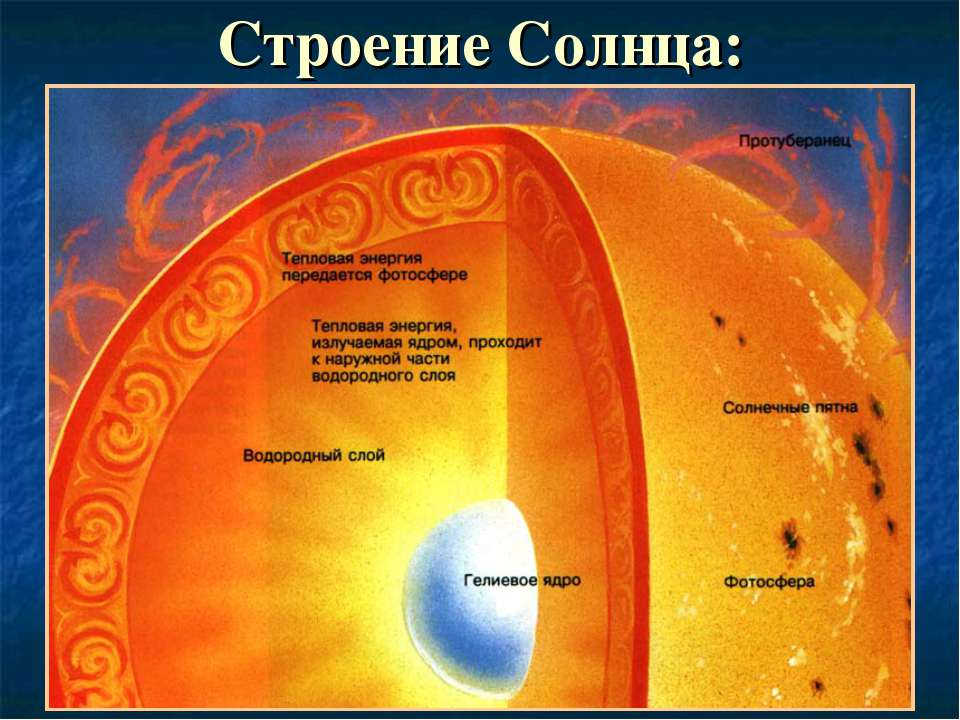 Строение Солнца:
Протуберанец
Тепловая энергия
передается фотосфере
Тепловая энергия,
излучаемая ядром, проходит
к наружной части
водородного слоя
Солнечные пятна
Водородный слой
Гелиевое ядро
Фотосфера